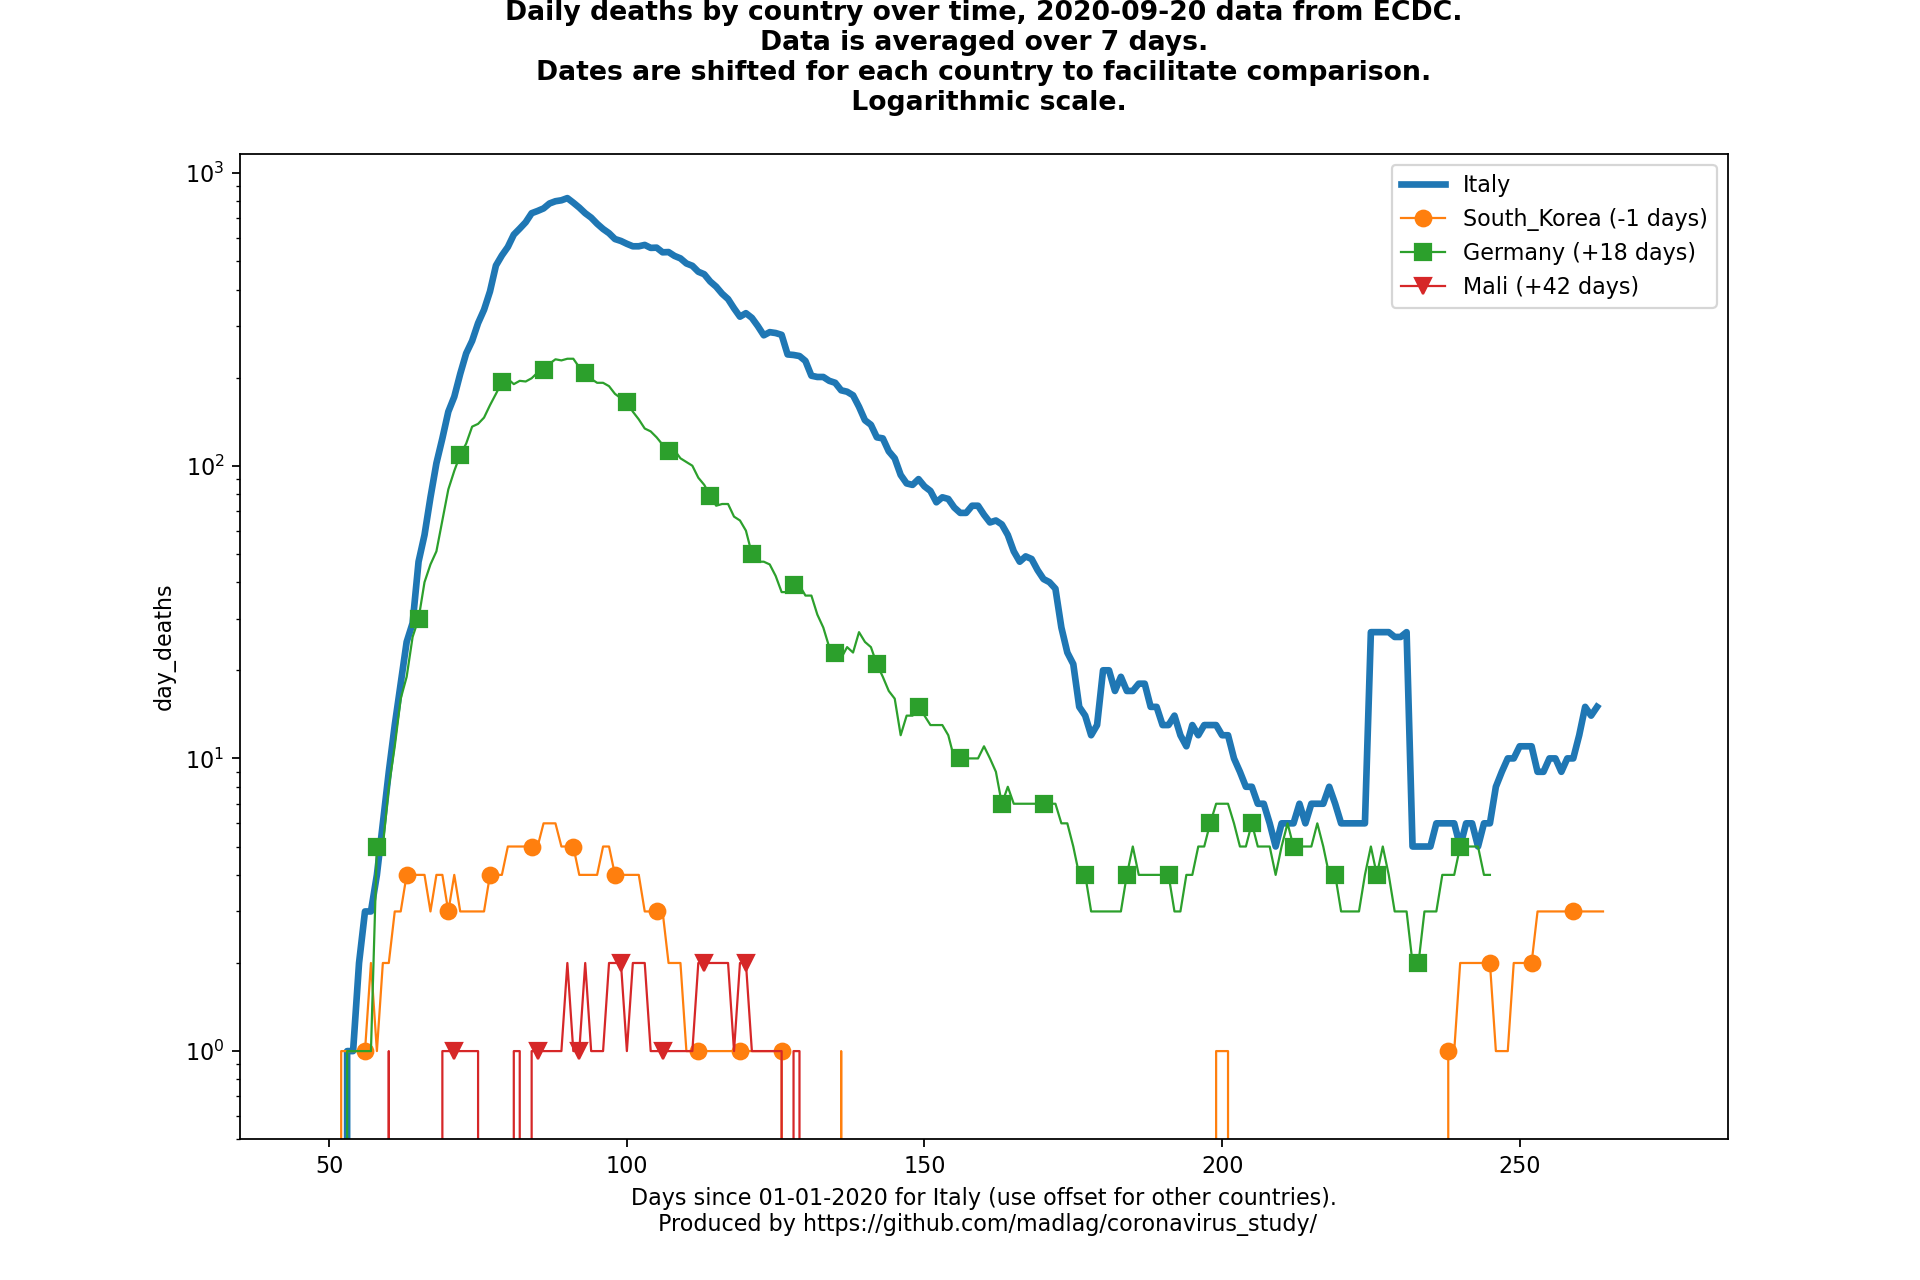 Daily deaths by country over time, 2020-09-20 data from ECDC.
Data is averaged over 7 days.
Dates are shifted for each country to facilitate comparison.
Logarithmic scale.
Italy
South_Korea (-1 days)
Germany (+18 days)
Mali (+42 days)
day_deaths
10³
10²
10¹
10⁰
50 100 150 200 250
Days since 01-01-2020 for Italy (use offset for other countries).
Produced by https://github.com/madlag/coronavirus_study/